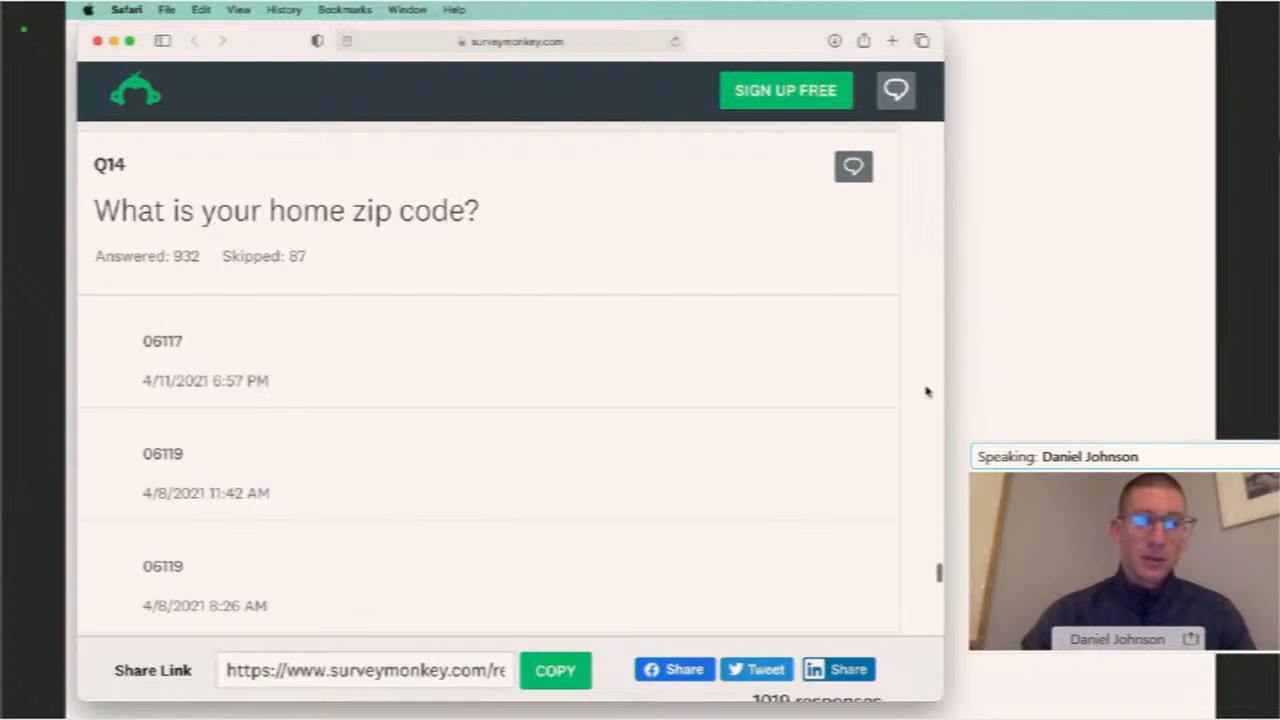 Safari File Edit View History Bookmarks Window Help
surveymonkey.com
SIGN UP FREE
Q14
What is your home zip code?
Answered: 932 Skipped: 87
06117
4/11/2021 6:57 PM
06119
4/8/2021 11:42 AM
Speaking: Daniel Johnson
06119
4/8/2021 8:26 AM
Daniel Johnson
Share Link https://www.surveymonkey.com/re COPY Share Tweet Share
1019 responses